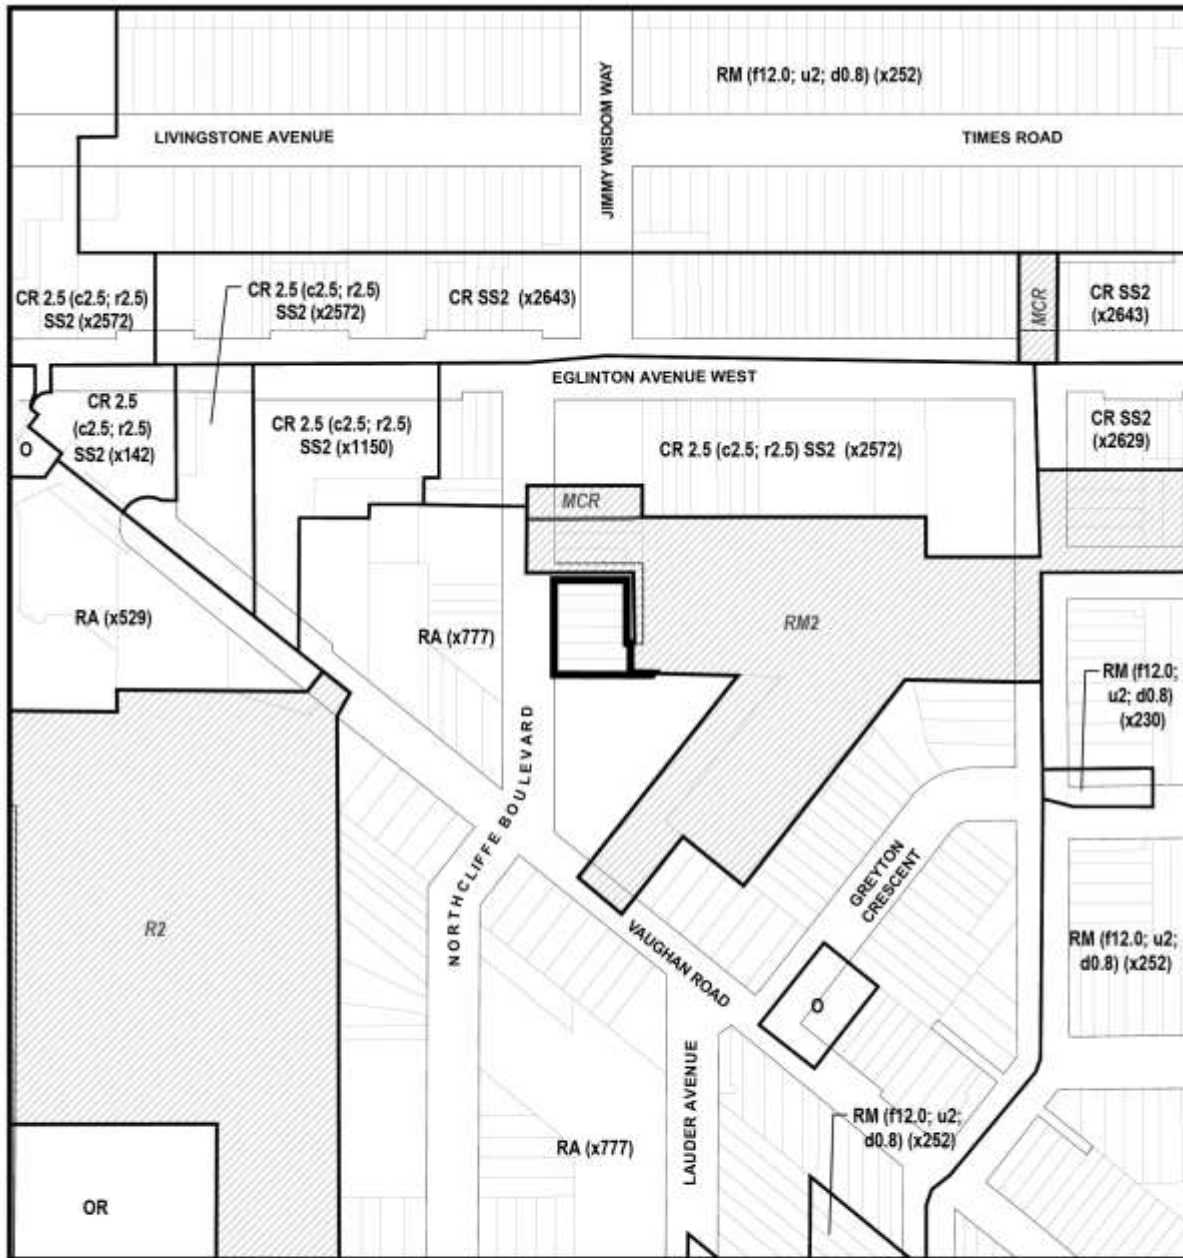 RM (f12.0; u2; d0.8) (x252)
JIMMY WISDOM WAY
LIVINGSTONE AVENUE
TIMES ROAD
CR 2.5 (c2.5; r2.5)
SS2 (x2572)
CR 2.5 (c2.5; r2.5)
SS2 (x2572)
CR SS2 (x2643)
MCR
CR SS2
(x2643)
EGLINTON AVENUE WEST
O
CR 2.5
(c2.5; r2.5)
SS2 (x142)
CR 2.5 (c2.5; r2.5)
SS2 (x1150)
CR 2.5 (c2.5; r2.5) SS2 (x2572)
CR SS2
(x2629)
MCR
RA (x529)
RA (x777)
RM2
RM (f12.0;
u2; d0.8)
(x230)
NORTHCLIFFE BOULEVARD
GREYTON
CRESCENT
R2
VAUGHAN ROAD
RM (f12.0; u2;
d0.8) (x252)
O
LAUDER AVENUE
RM (f12.0; u2;
d0.8) (x252)
RA (x777)
OR